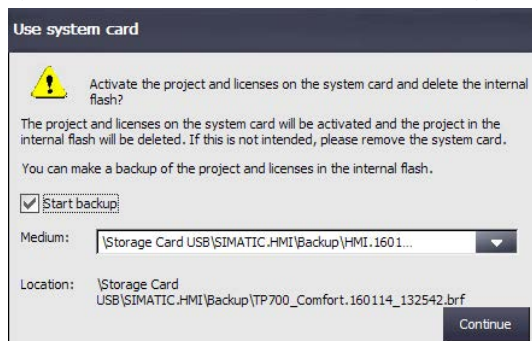 Use system card
Activate the project and licenses on the system card and delete the internal
flash?
The project and licenses on the system card will be activated and the project in the
internal flash will be deleted. If this is not intended, please remove the system card.
You can make a backup of the project and licenses in the internal flash.
Start backup
Medium: \Storage Card USB\SIMATIC.HMI\Backup\HMI.1601...
Location: \Storage Card
USB\SIMATIC.HMI\Backup\TP700_Comfort.160114_132542.brf
Continue